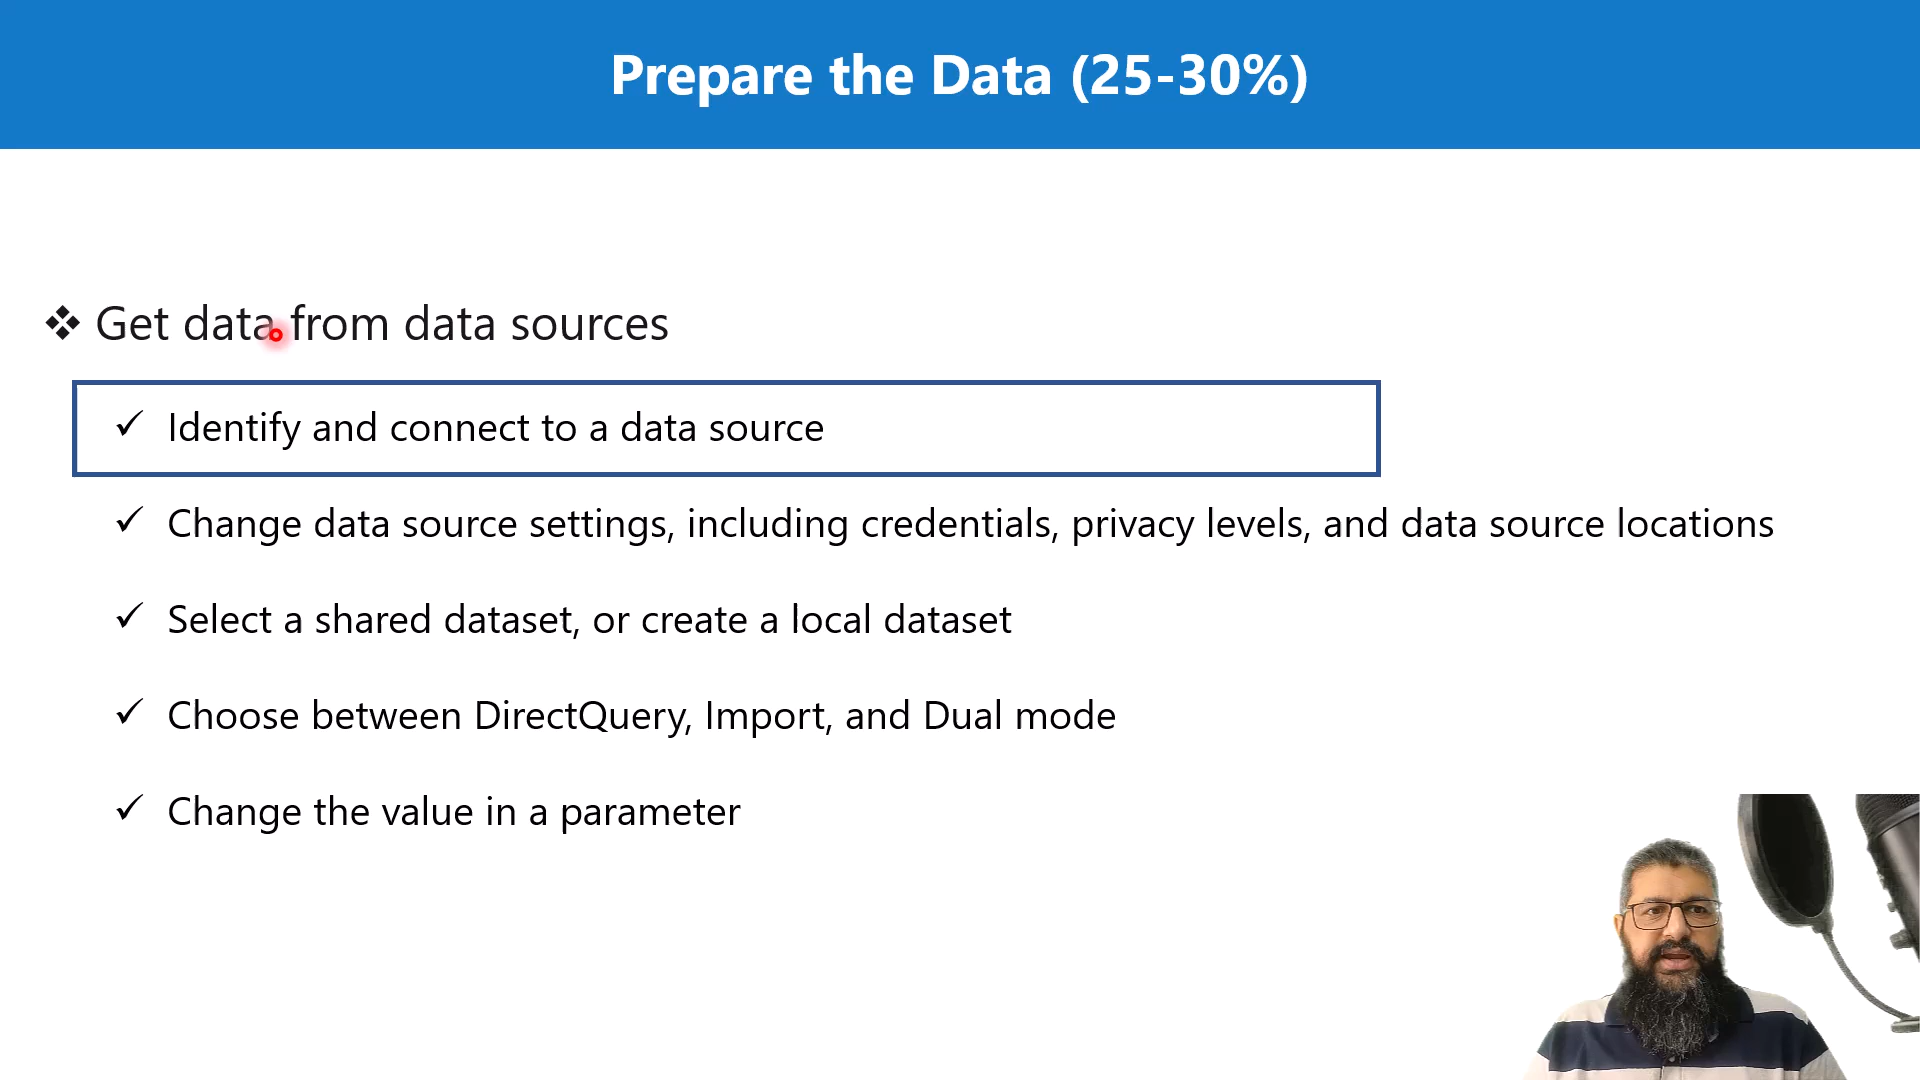 Prepare the Data (25-30%)
❖ Get data from data sources
✓ Identify and connect to a data source
✓ Change data source settings, including credentials, privacy levels, and data source locations
✓ Select a shared dataset, or create a local dataset
✓ Choose between DirectQuery, Import, and Dual mode
✓ Change the value in a parameter